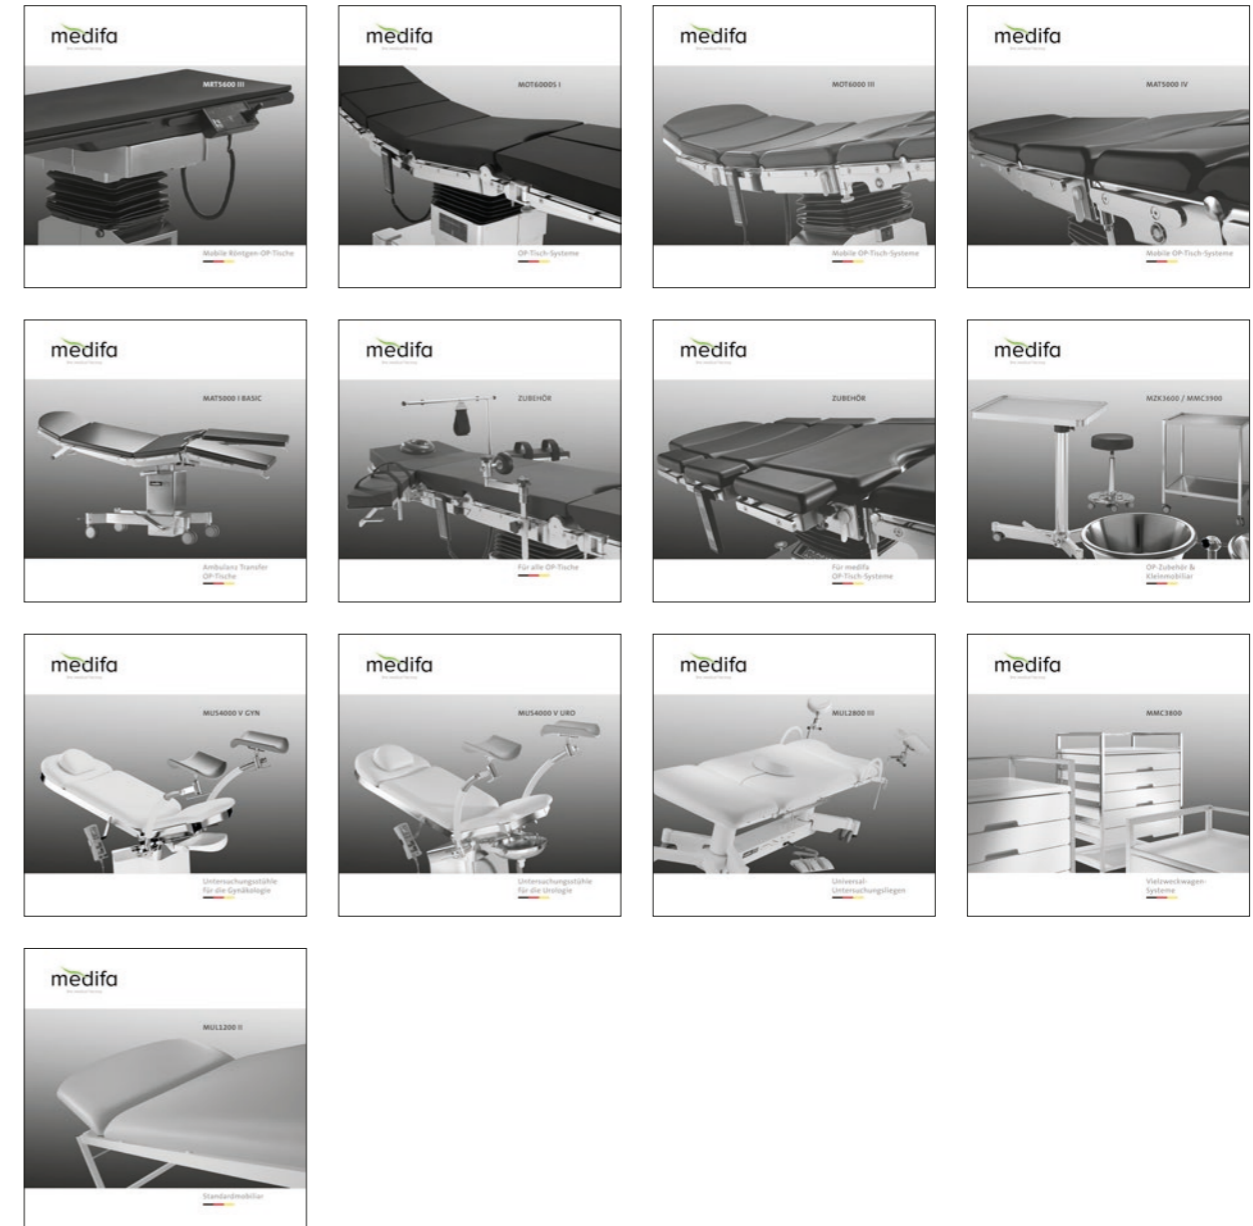 medifa
MRT5600 III
Mobile Röntgen-OP-Tische
medifa
MOT6000S I
OP-Tisch-Systeme
medifa
MOT6000 III
Mobile OP-Tisch-Systeme
medifa
MAT5000 IV
Mobile OP-Tisch-Systeme
medifa
MAT5000 I BASIC
Ambulanz Transfer
OP-Tische
medifa
ZUBEHÖR
Für alle OP-Tische
medifa
ZUBEHÖR
Für medifa
OP-Tisch-Systeme
medifa
MZK3600 / MMC3900
OP-Zubehör &
Kleinmobiliar
medifa
MUS4000 V GYN
Untersuchungsstühle
für die Gynäkologie
medifa
MUS4000 V URO
Untersuchungsstühle
für die Urologie
medifa
MUL2800 III
Universal-
Untersuchungsliegen
medifa
MMC3800
Vielzweckwagen-
Systeme
medifa
MUL1200 II
Standardmobiliar